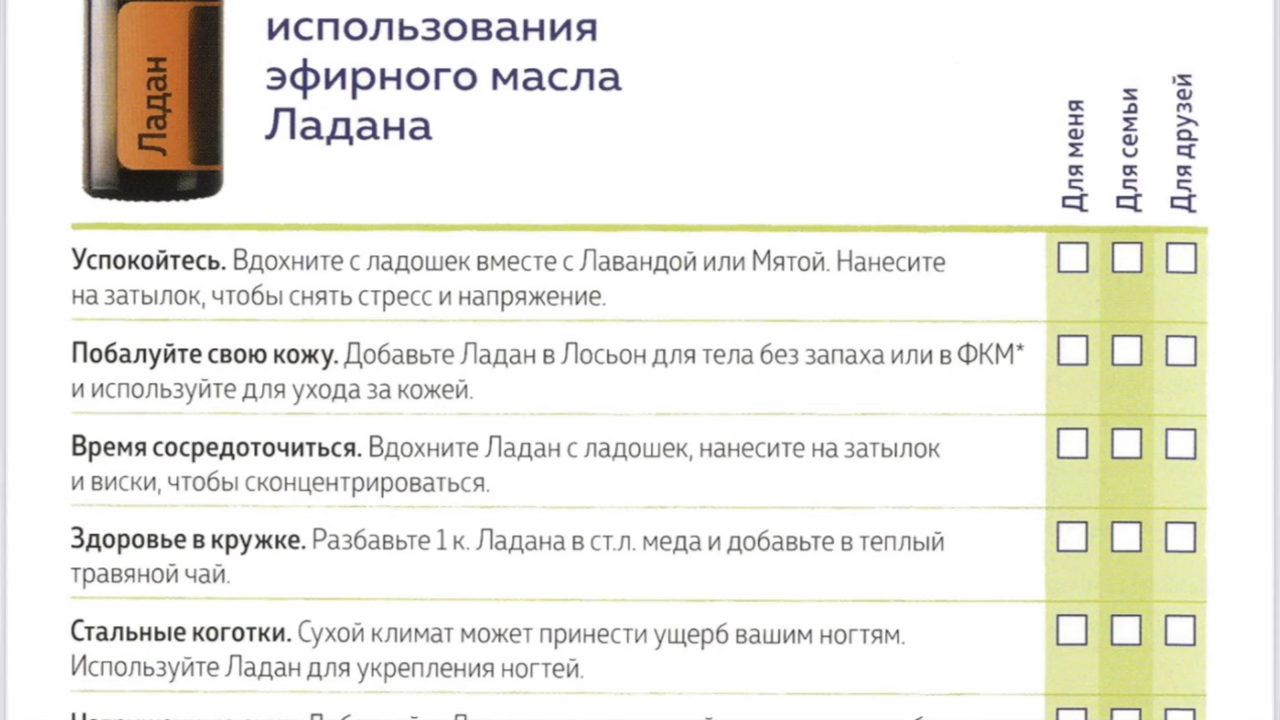 использования
эфирного масла
Ладана
Ладан
Для меня
Для семьи
Для друзей
Успокойтесь. Вдохните с ладошек вместе с Лавандой или Мятой. Нанесите
на затылок, чтобы снять стресс и напряжение.
Побалуйте свою кожу. Добавьте Ладан в Лосьон для тела без запаха или в ФКМ*
и используйте для ухода за кожей.
Время сосредоточиться. Вдохните Ладан с ладошек, нанесите на затылок
и виски, чтобы сконцентрироваться.
Здоровье в кружке. Разбавьте 1 к. Ладана в ст.л. меда и добавьте в теплый
травяной чай.
Стальные коготки. Сухой климат может принести ущерб вашим ногтям.
Используйте Ладан для укрепления ногтей.